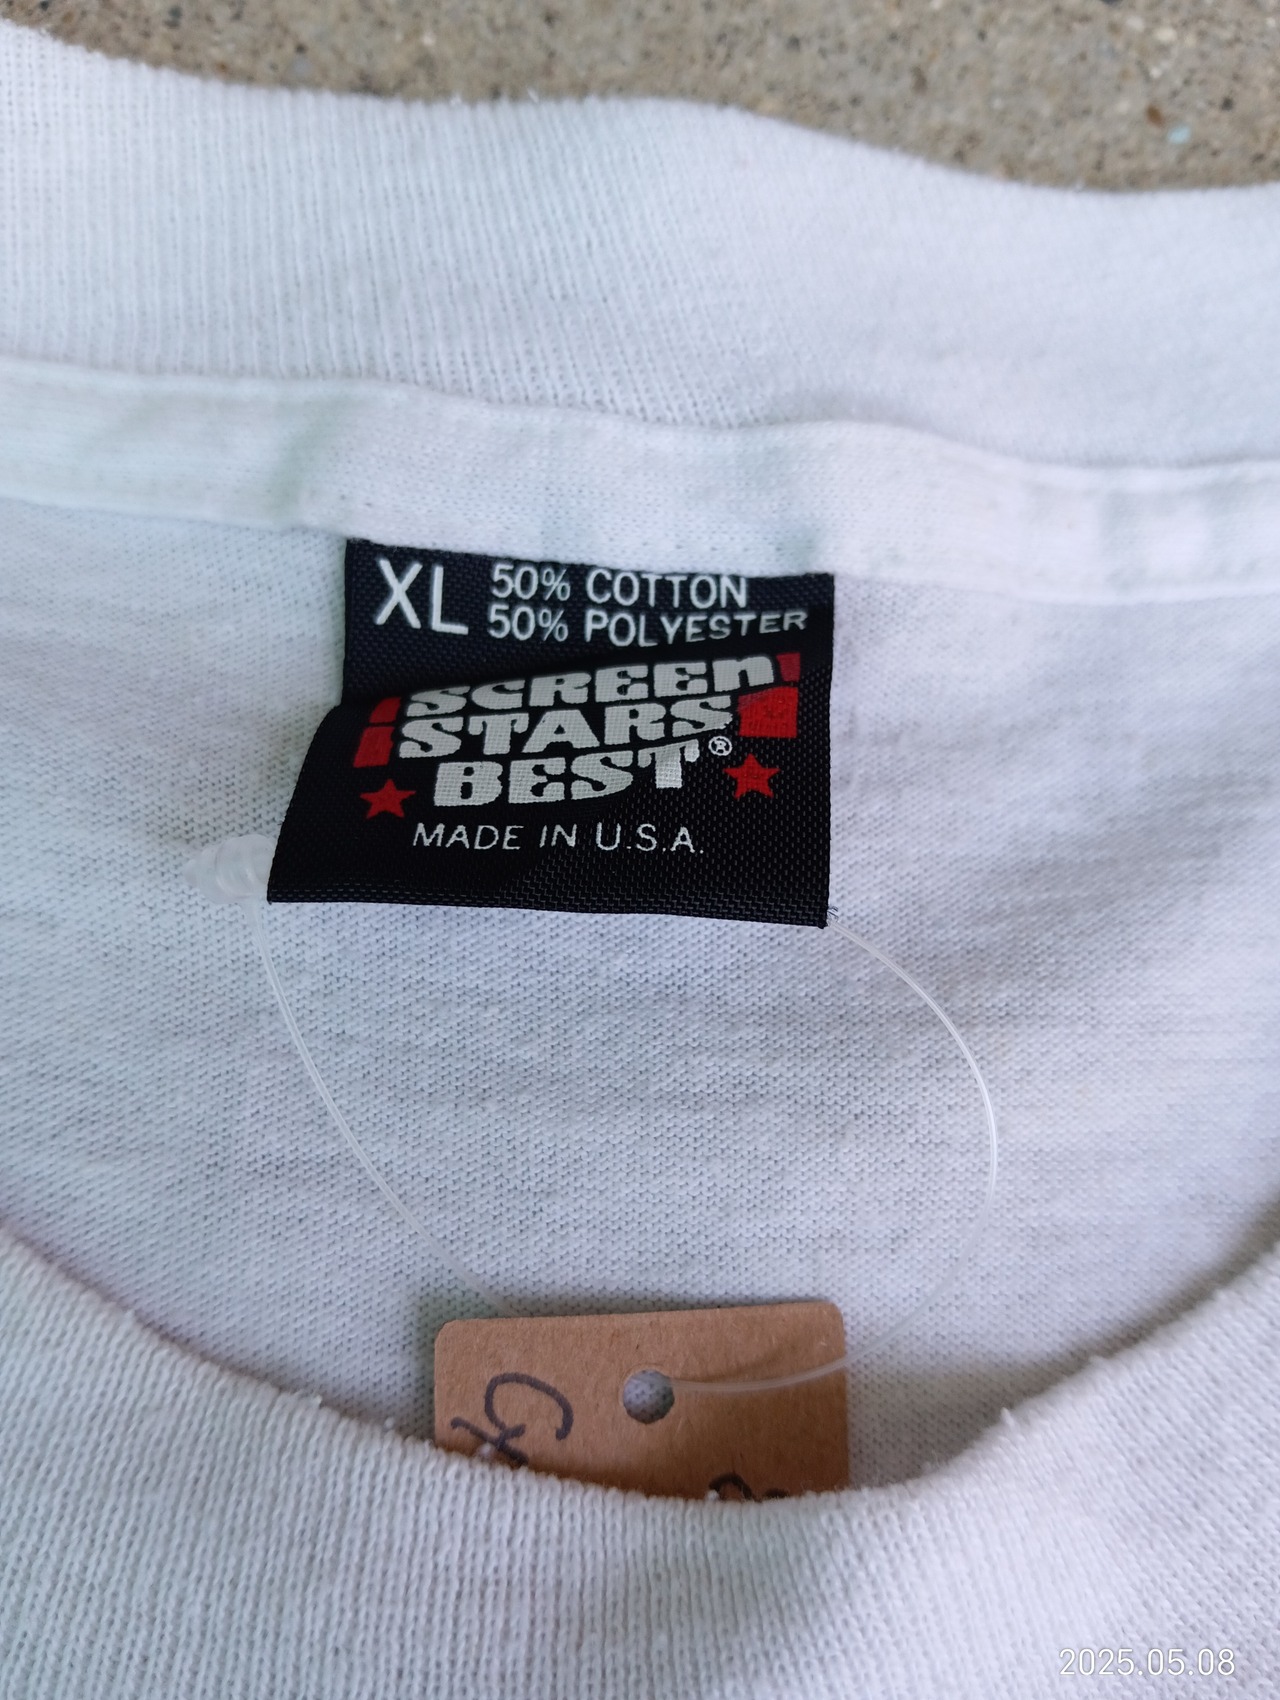 XL 50% COTTON
50% POLYESTER
SCREEN
STARS
BEST®
MADE IN U.S.A.
2025.05.08